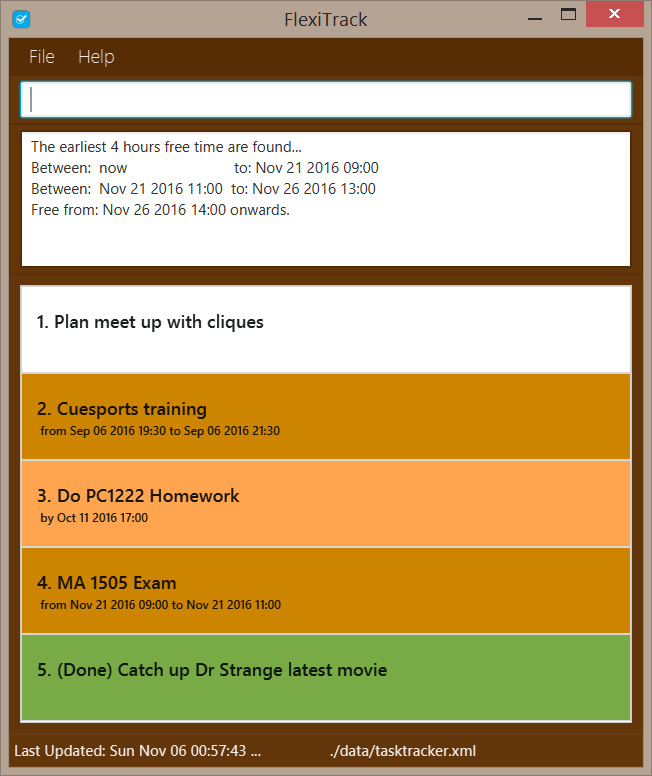 FlexiTrack
File Help
The earliest 4 hours free time are found...
Between: now to: Nov 21 2016 09:00
Between: Nov 21 2016 11:00 to: Nov 26 2016 13:00
Free from: Nov 26 2016 14:00 onwards.
1. Plan meet up with cliques
2. Cuesports training
from Sep 06 2016 19:30 to Sep 06 2016 21:30
3. Do PC1222 Homework
by Oct 11 2016 17:00
4. MA 1505 Exam
from Nov 21 2016 09:00 to Nov 21 2016 11:00
5. (Done) Catch up Dr Strange latest movie
Last Updated: Sun Nov 06 00:57:43 ... ./data/tasktracker.xml